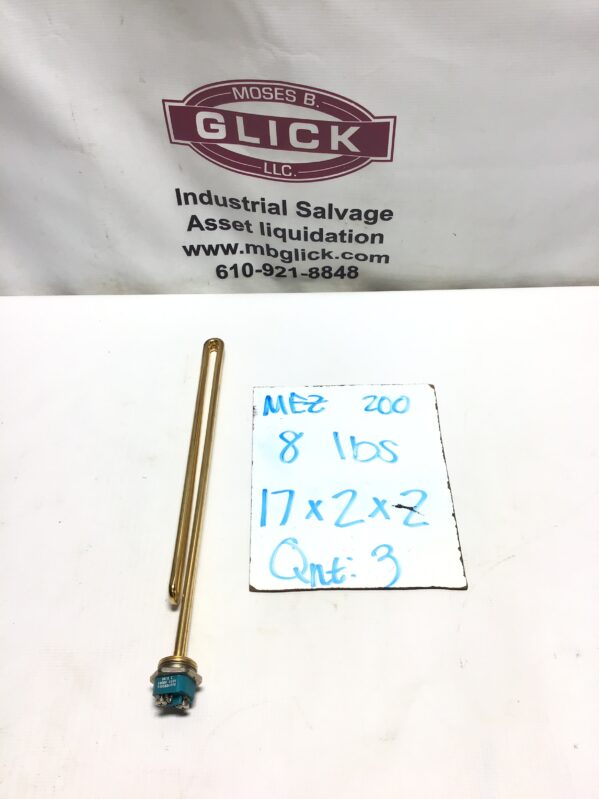 MOSES B.
GLICK
LLC.
Industrial Salvage
Asset liquidation
www.mbglick.com
610-921-8848
MEZ 200
8 lbs
17 x 2 x 2
Qnt: 3